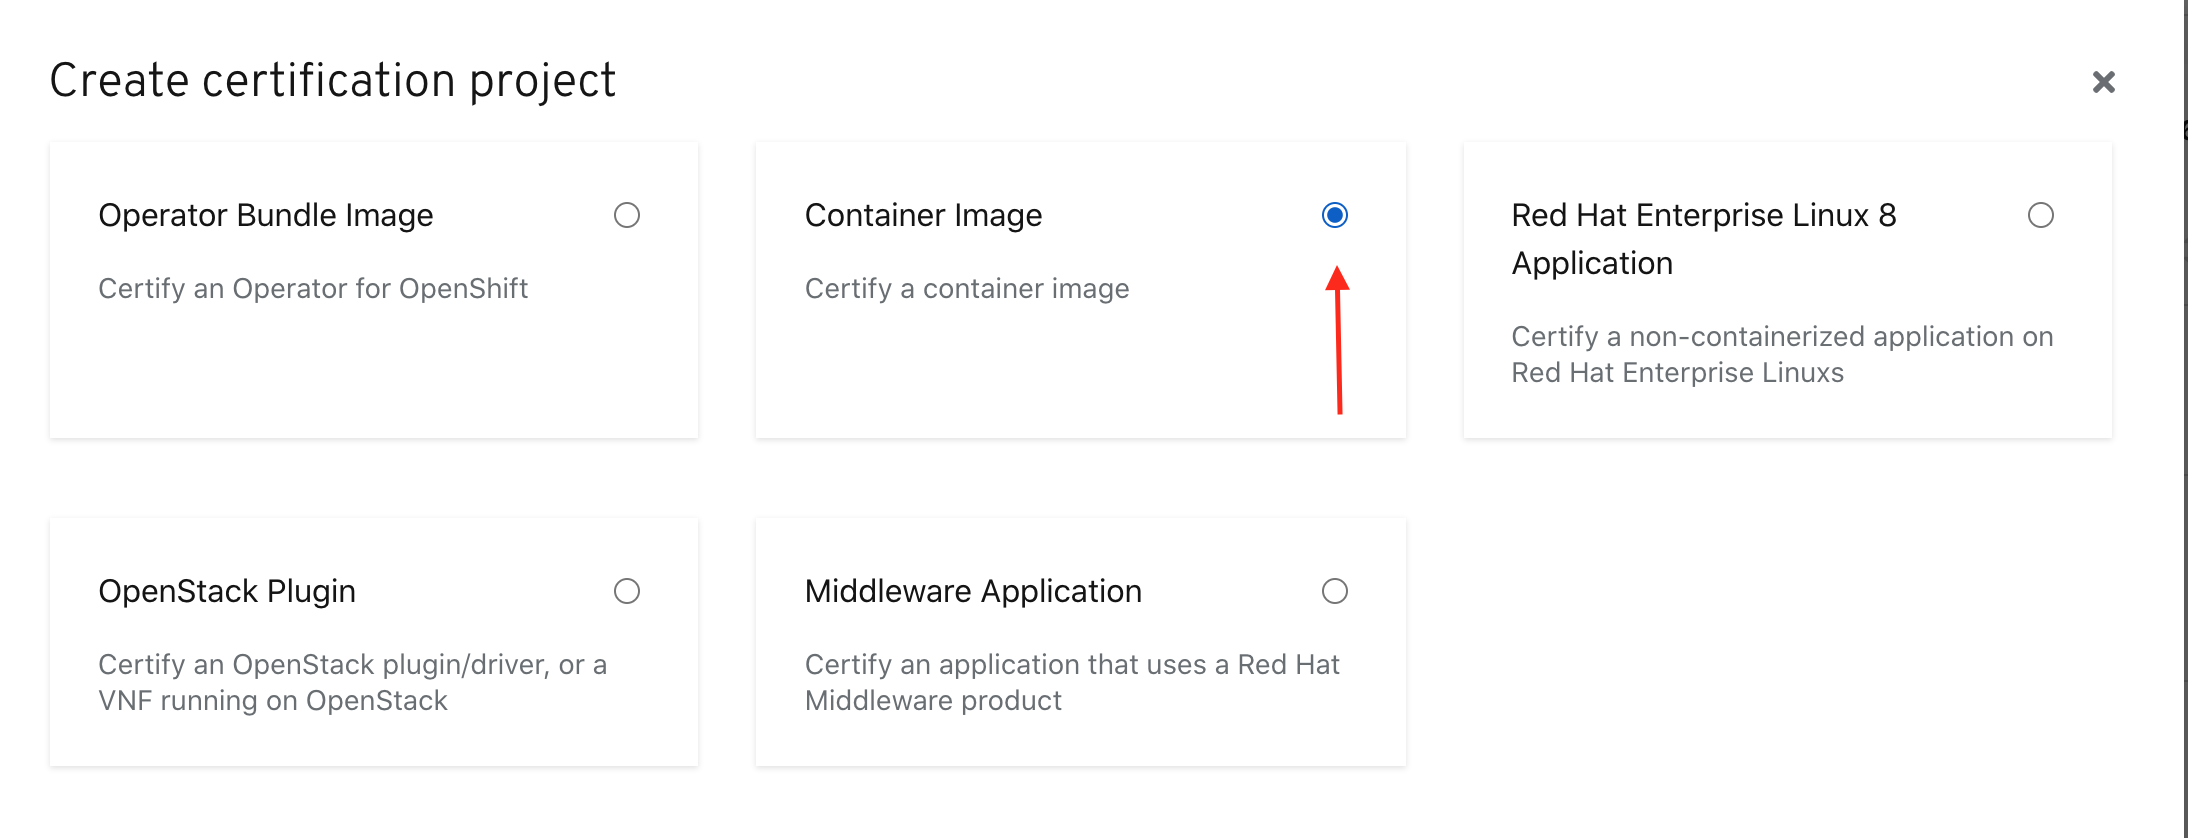 Create certification project
Operator Bundle Image
Certify an Operator for OpenShift
Container Image
Certify a container image
Red Hat Enterprise Linux 8
Application
Certify a non-containerized application on
Red Hat Enterprise Linuxs
OpenStack Plugin
Certify an OpenStack plugin/driver, or a
VNF running on OpenStack
Middleware Application
Certify an application that uses a Red Hat
Middleware product